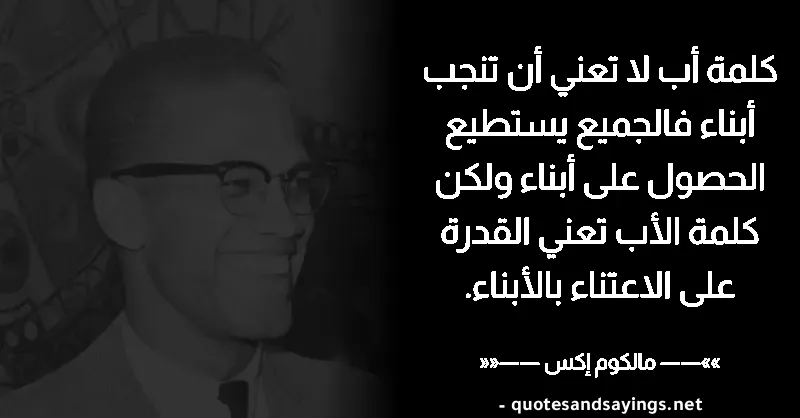 كلمة أب لا تعني أن تنجب
أبناء فالجميع يستطيع
الحصول على أبناء ولكن
كلمة الأب تعني القدرة
على الاعتناء بالأبناء.
»»—— مالكوم إكس ——««
- quotesandsayings.net